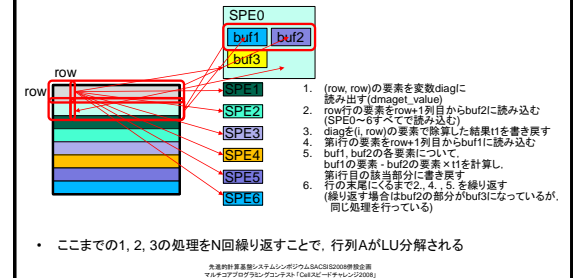 SPE0
buf1 buf2
buf3
row
row
SPE1
SPE2
SPE3
SPE4
SPE5
SPE6
1. (row, row)の要素を変数diagに
読み出す(dmaget_value)
2. row行の要素をrow+1列目からbuf2に読み込む
(SPE0～6すべてで読み込む)
3. diagを(i, row)の要素で除算した結果t1を書き戻す
4. 第i行の要素をrow+1列目からbuf1に読み込む
5. buf1, buf2の各要素について,
buf1の要素 - buf2の要素×t1を計算し,
第i行目の該当部分に書き戻す
6. 行の末尾にくるまで2. , 4. , 5. を繰り返す
(繰り返す場合はbuf2の部分がbuf3になっているが,
同じ処理を行っている)
• ここまでの1, 2, 3の処理をN回繰り返すことで, 行列AがLU分解される
先進的計算基盤システムシンポジウムSACSIS2008併設企画
マルチコアプログラミングコンテスト「Cellスピードチャレンジ2008」